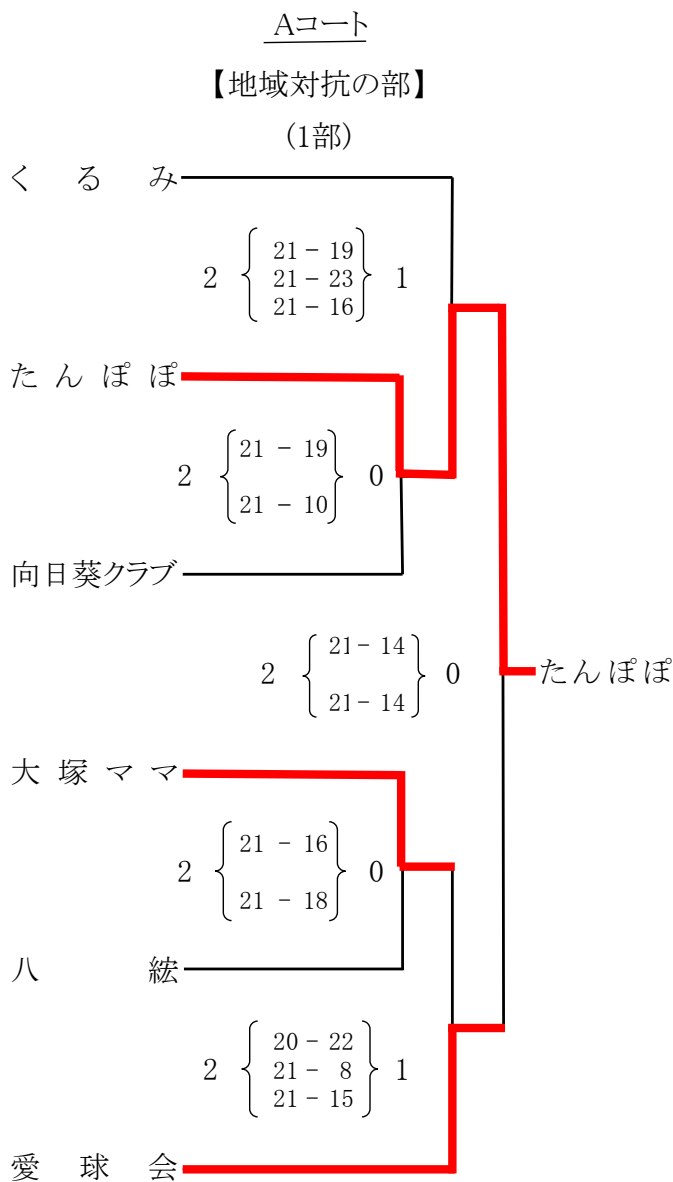 Aコート
【地域対抗の部】
(1部)
くるみ
21 - 19
2 21 - 23 1
21 - 16
たんぽぽ
21 - 19
2 0
21 - 10
向日葵クラブ
21 - 14
2 0 たんぽぽ
21 - 14
大塚ママ
21 - 16
2 0
21 - 18
八紘
20 - 22
2 21 - 8 1
21 - 15
愛球会